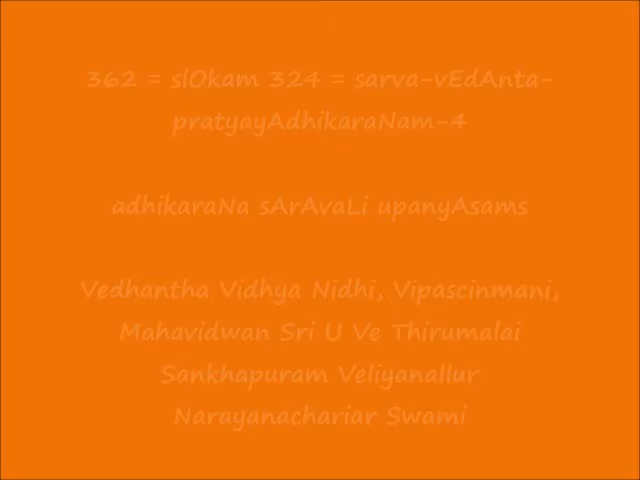 362 = slOkam 324 = sarva-vEdAnta-
pratyayAdhikaraNam-4
adhikaraNa sArAvaLi upanyAsams
Vedhantha Vidhya Nidhi, Vipascinmani,
Mahavidwan Sri U Ve Thirumalai
Sankhapuram Veliyanallur
Narayanachariar Swami